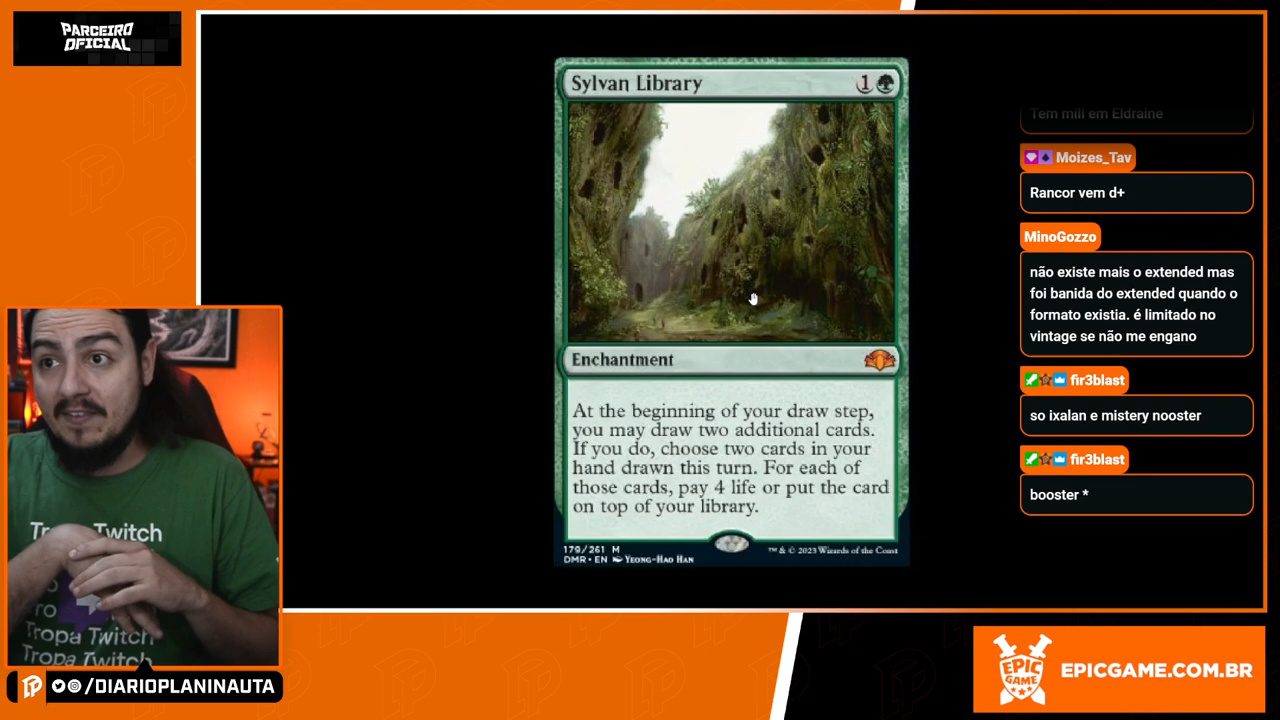 PARCEIRO
OFICIAL
Sylvan Library
1
Enchantment
At the beginning of your draw step,
you may draw two additional cards.
If you do, choose two cards in your
hand drawn this turn. For each of
those cards, pay 4 life or put the card
on top of your library.
179/261 M
DMR • EN Yeong-Hao Han
™ & © 2023 Wizards of the Coast
Tem mill em Eldraine
Moizes_Tav
Rancor vem d+
MinoGozzo
não existe mais o extended mas
foi banida do extended quando o
formato existia. é limitado no
vintage se não me engano
fir3blast
so ixalan e mistery nooster
fir3blast
booster *
Twitch
Tropa Twitch
Tropa Twitch
/DIARIOPLANINAUTA
EPIC
GAME
EPICGAME.COM.BR